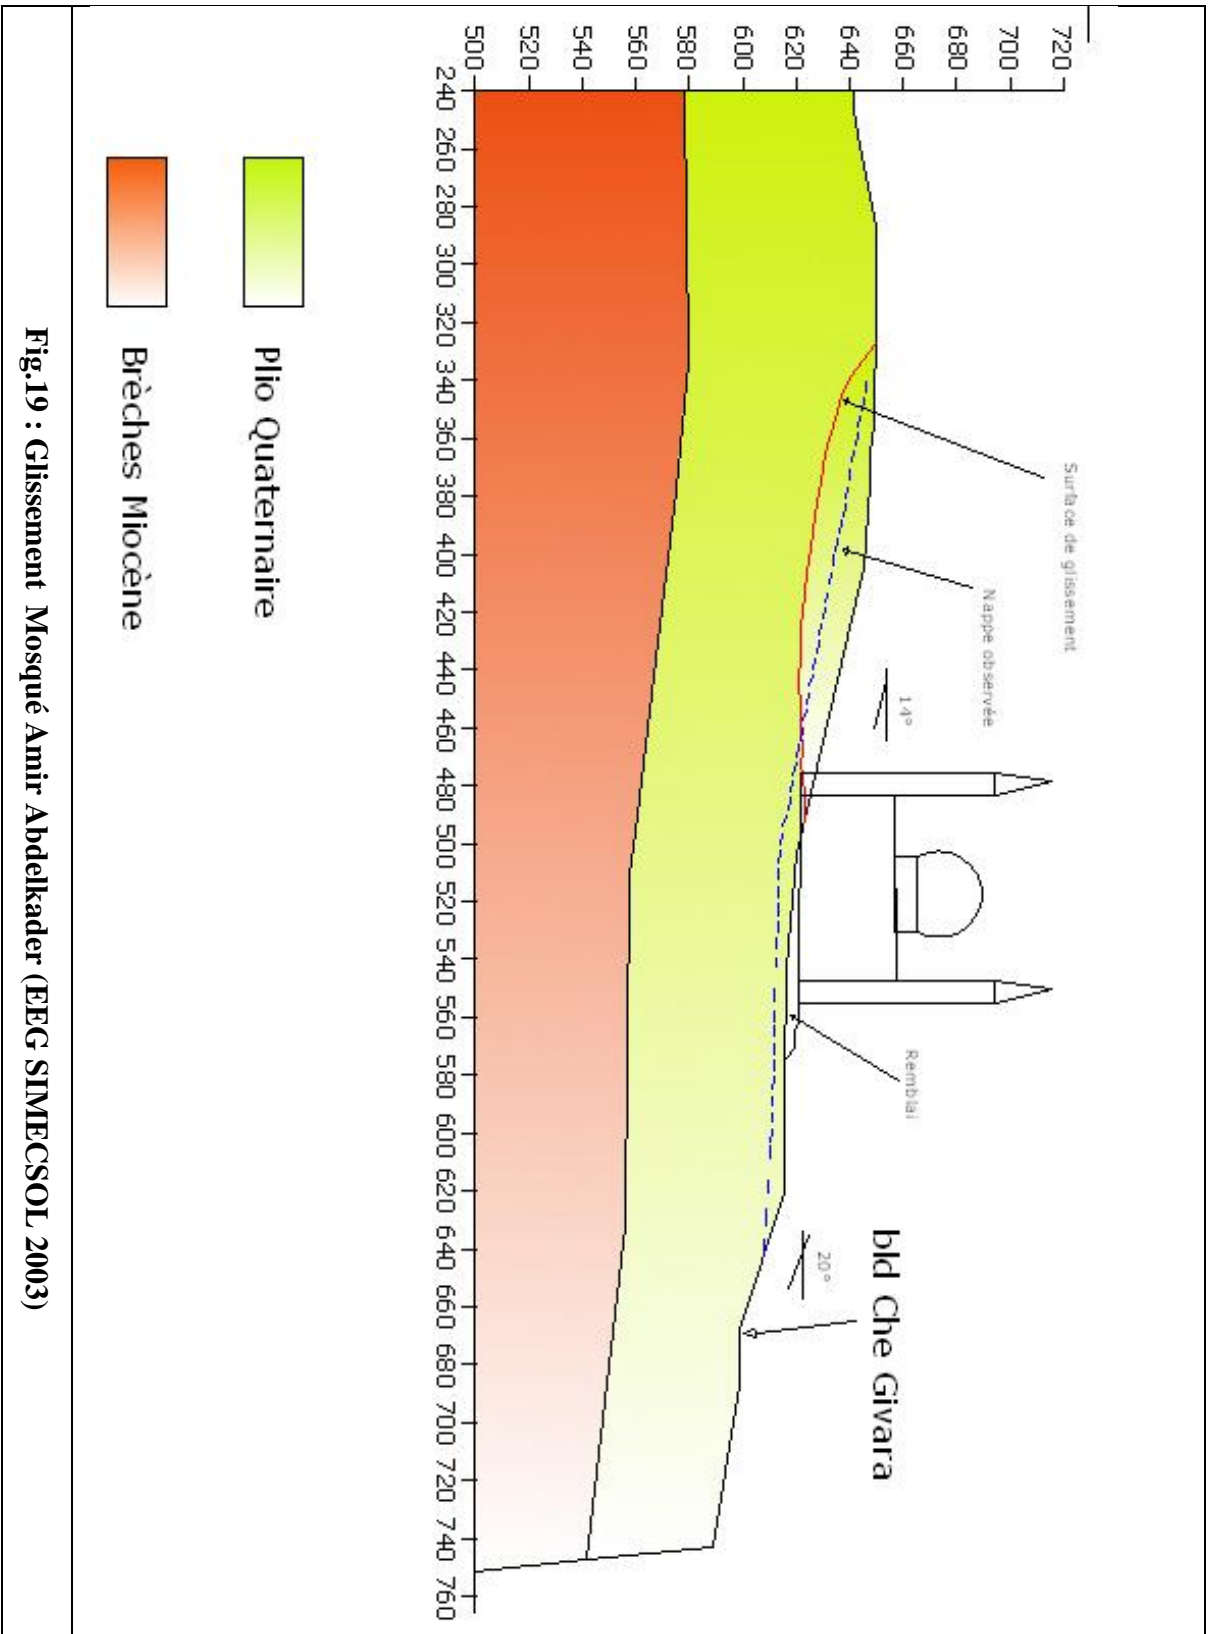 720
700
680
660
640
620
600
580
560
540
520
500
240 260 280 300 320 340 360 380 400 420 440 460 480 500 520 540 560 580 600 620 640 660 680 700 720 740 760
Surface de glissement
Nappe observée
14°
Remblai
20°
bld Che Givara
Plio Quaternaire
Brèches Miocène
Fig.19 : Glissement Mosqué Amir Abdelkader (EEG SIMECSOL 2003)